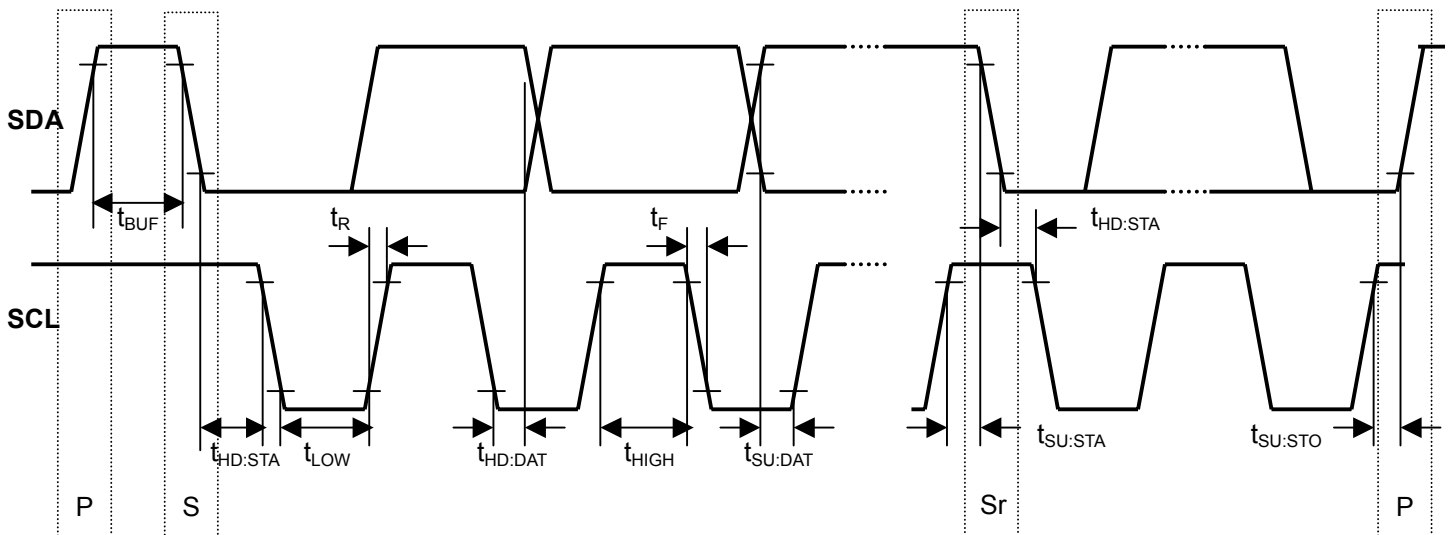 SDA
t_BUF t_R t_F t_HD:STA
SCL
t_HD:STA t_LOW t_HD:DAT t_HIGH t_SU:DAT t_SU:STA t_SU:STO
P S Sr P